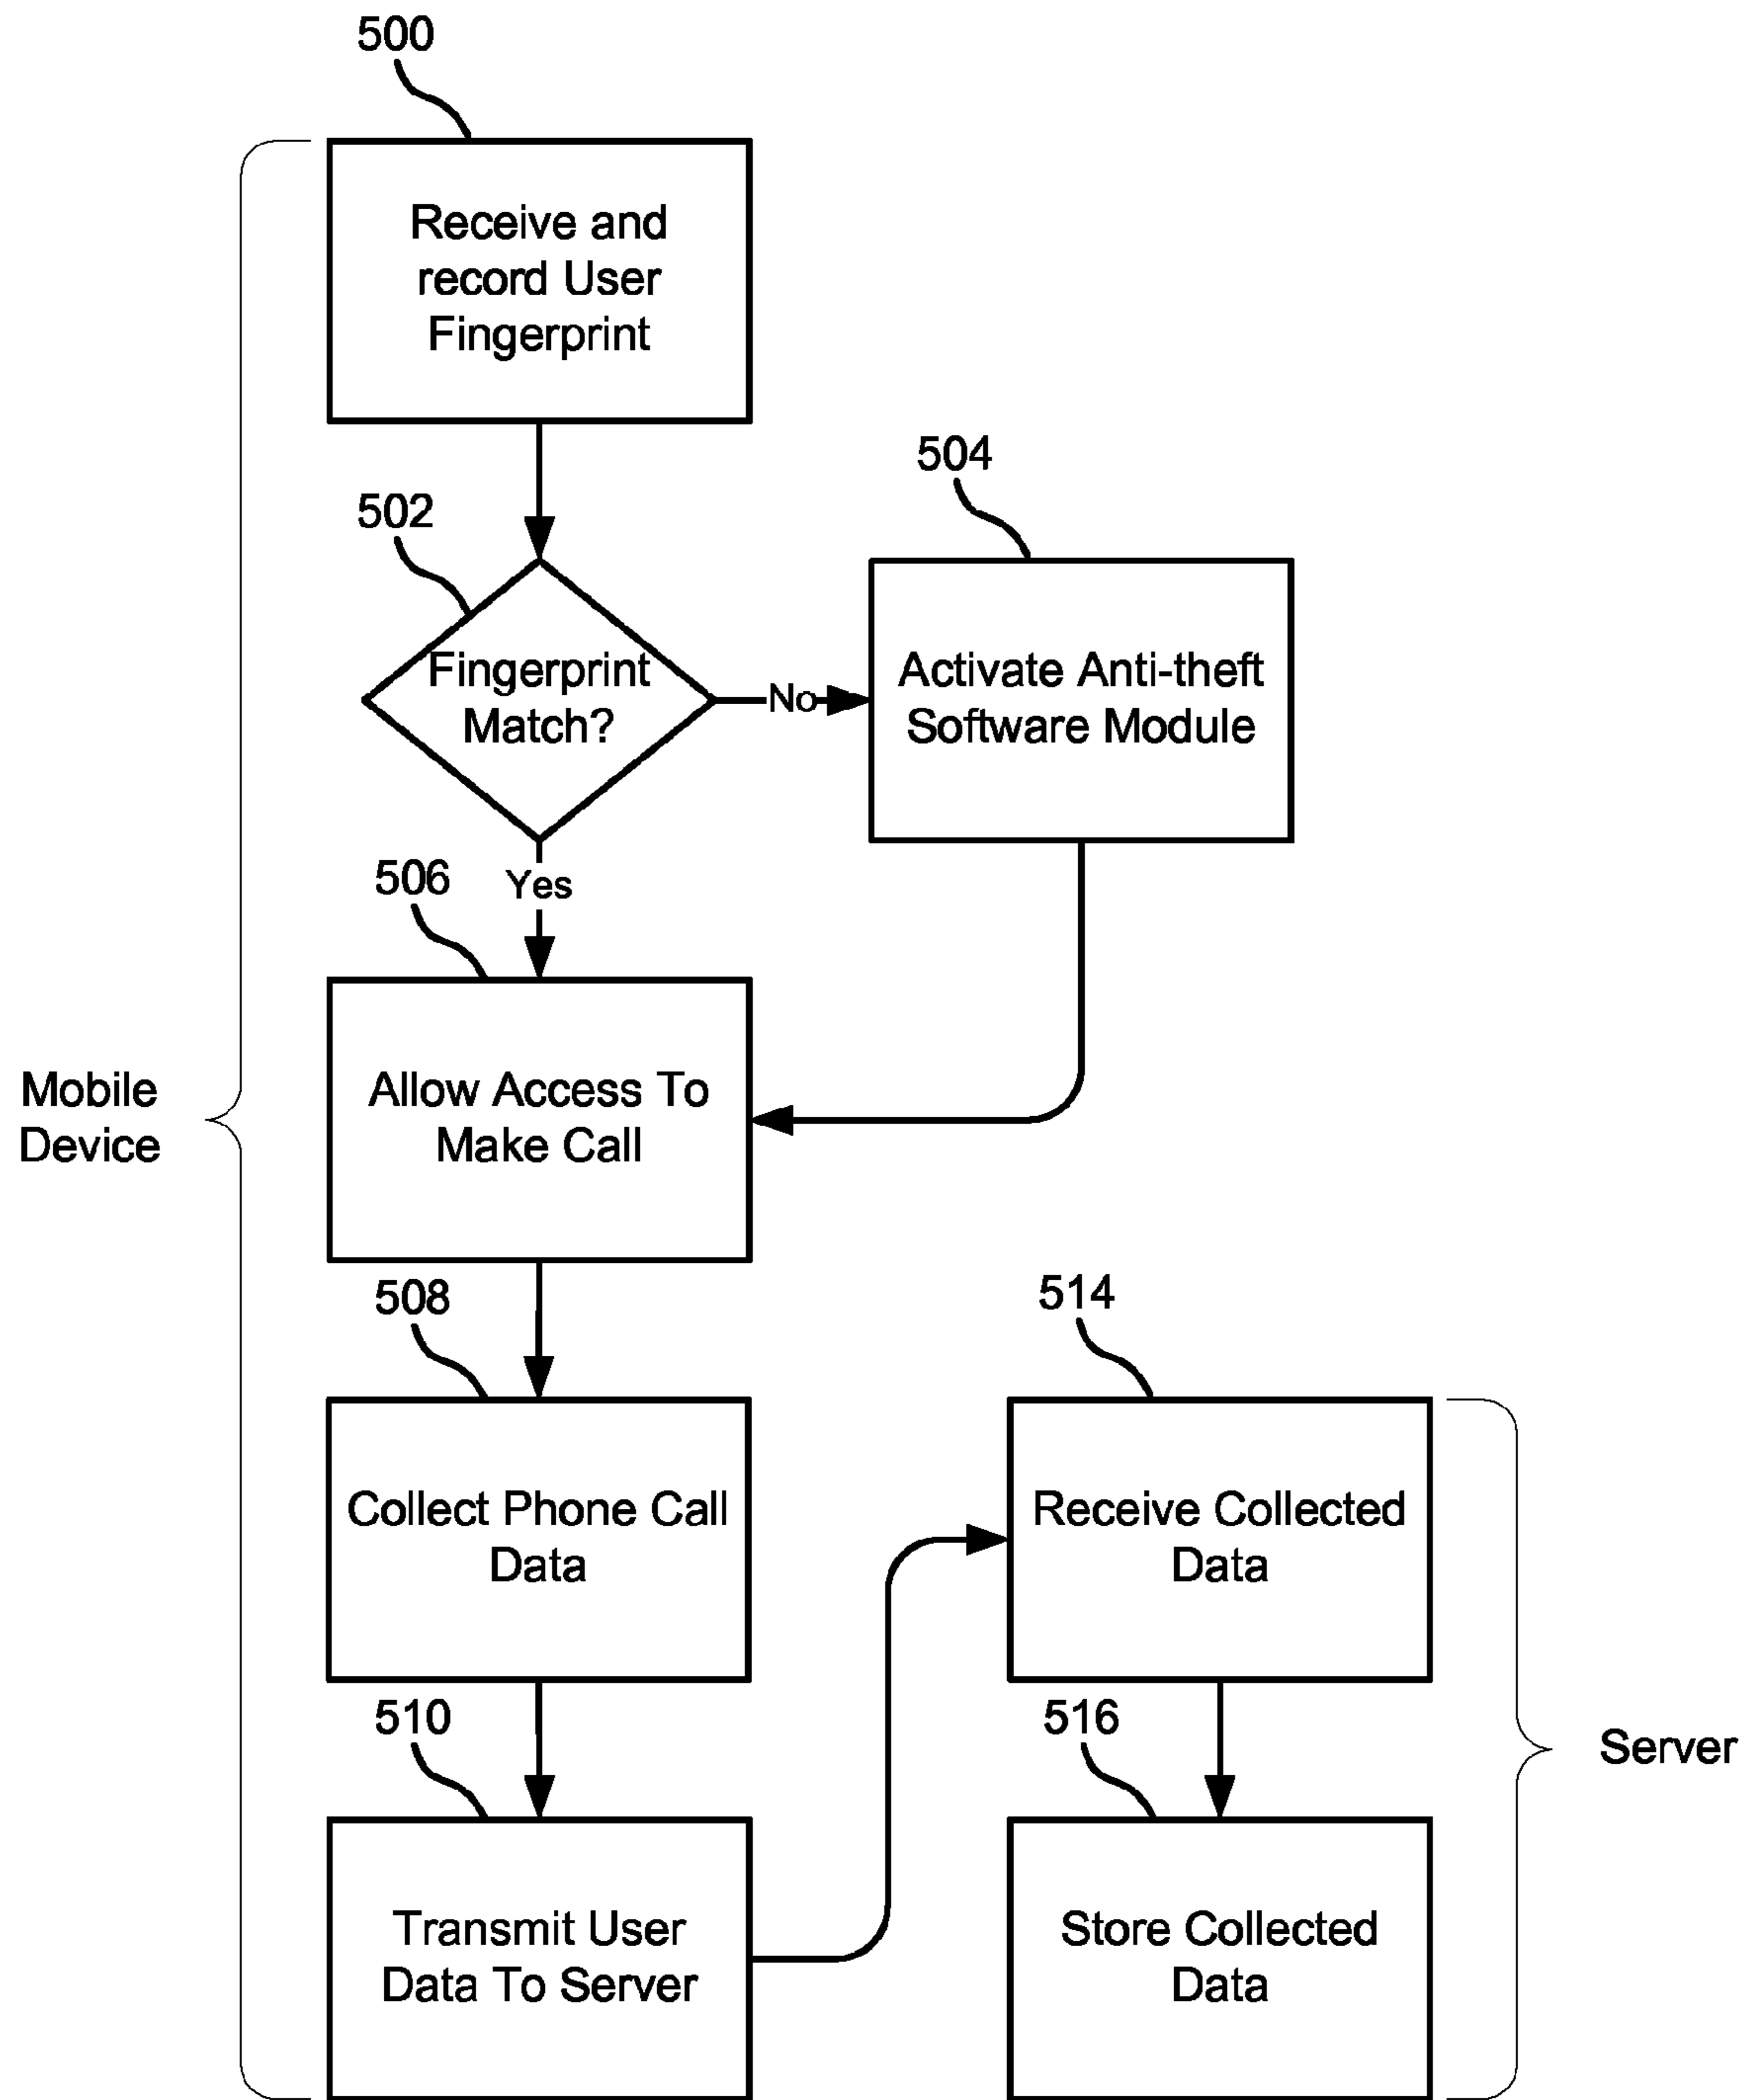 500
Receive and
record User
Fingerprint
502
Fingerprint
Match?
No
504
Activate Anti-theft
Software Module
Yes
506
Allow Access To
Make Call
Mobile
Device
508
Collect Phone Call
Data
510
Transmit User
Data To Server
514
Receive Collected
Data
516
Store Collected
Data
Server